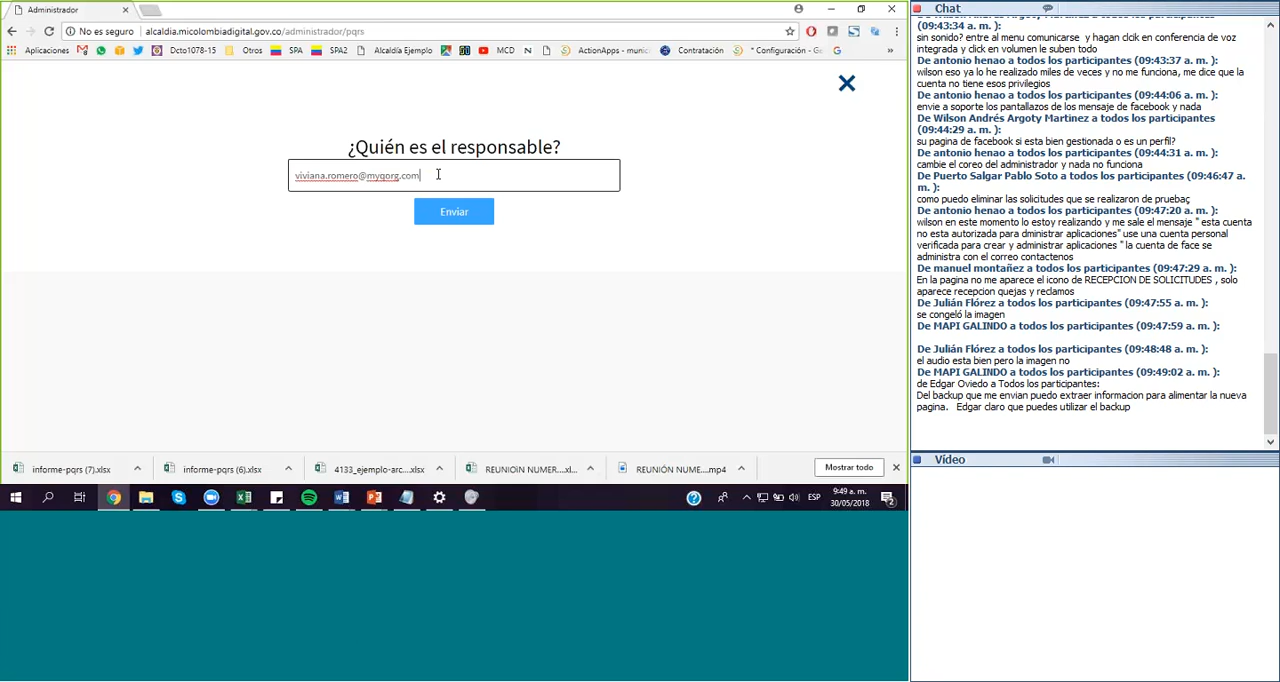 Administrador
No es seguro alcaldia.micolombiadigital.gov.co/administrador/pqrs
Aplicaciones Dcto1078-15 Otros SPA SPA2 Alcaldía Ejemplo MCD N ActionApps - muni Contratación * Configuración - Ge »
¿Quién es el responsable?
viviana.romero@myqorg.com
Enviar
informe-pqrs (7).xlsx informe-pqrs (6).xlsx 4133_ejemplo-arc....xlsx REUNIOìN NUMER....xl... REUNIÓN NUME....mp4 Mostrar todo
ESP 9:49 a. m.
30/05/2018
Chat
(09:43:34 a. m. ):
sin sonido? entre al menu comunicarse y hagan clck en conferencia de voz
integrada y click en volumen le suben todo
De antonio henao a todos los participantes (09:43:37 a. m. ):
wilson eso ya lo he realizado miles de veces y no me funciona, me dice que la
cuenta no tiene esos privilegios
De antonio henao a todos los participantes (09:44:06 a. m. ):
envie a soporte los pantallazos de los mensaje de facebook y nada
De Wilson Andrés Argoty Martinez a todos los participantes
(09:44:29 a. m. ):
su pagina de facebook si esta bien gestionada o es un perfil?
De antonio henao a todos los participantes (09:44:31 a. m. ):
cambie el coreo del administrador y nada no funciona
De Puerto Salgar Pablo Soto a todos los participantes (09:46:47 a.
m. ):
como puedo eliminar las solicitudes que se realizaron de pruebaç
De antonio henao a todos los participantes (09:47:20 a. m. ):
wilson en este momento lo estoy realizando y me sale el mensaje " esta cuenta
no esta autorizada para dministrar aplicaciones" use una cuenta personal
verificada para crear y administrar aplicaciones " la cuenta de face se
administra con el correo contactenos
De manuel montañez a todos los participantes (09:47:29 a. m. ):
En la pagina no me aparece el icono de RECEPCION DE SOLICITUDES , solo
aparece recepcion quejas y reclamos
De Julián Flórez a todos los participantes (09:47:55 a. m. ):
se congeló la imagen
De MAPI GALINDO a todos los participantes (09:47:59 a. m. ):
De Julián Flórez a todos los participantes (09:48:48 a. m. ):
el audio esta bien pero la imagen no
De MAPI GALINDO a todos los participantes (09:49:02 a. m. ):
de Edgar Oviedo a Todos los participantes:
Del backup que me envian puedo extraer informacion para alimentar la nueva
pagina. Edgar claro que puedes utilizar el backup
Vídeo